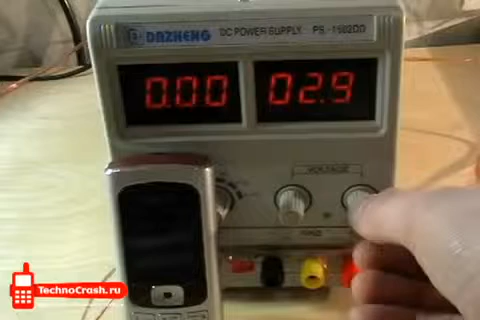 DAZHENG DC POWER SUPPLY PS-1502DD
0.00 02.9
VOLTAGE
TechnoCrash.ru